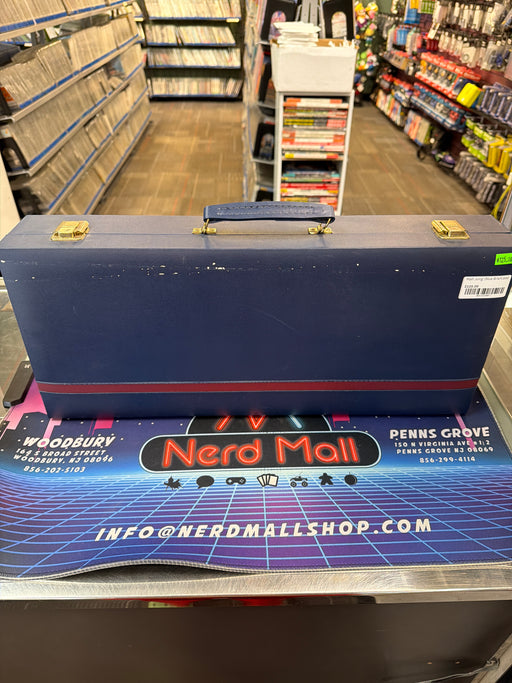 WOODBURY
164 S BROAD STREET
WOODBURY, NJ 08096
856-202-5103
Nerd Mall
PENNS GROVE
150 N VIRGINIA AVE #1,2
PENNS GROVE NJ 08069
856-299-4114
INFO@NERDMALLSHOP.COM